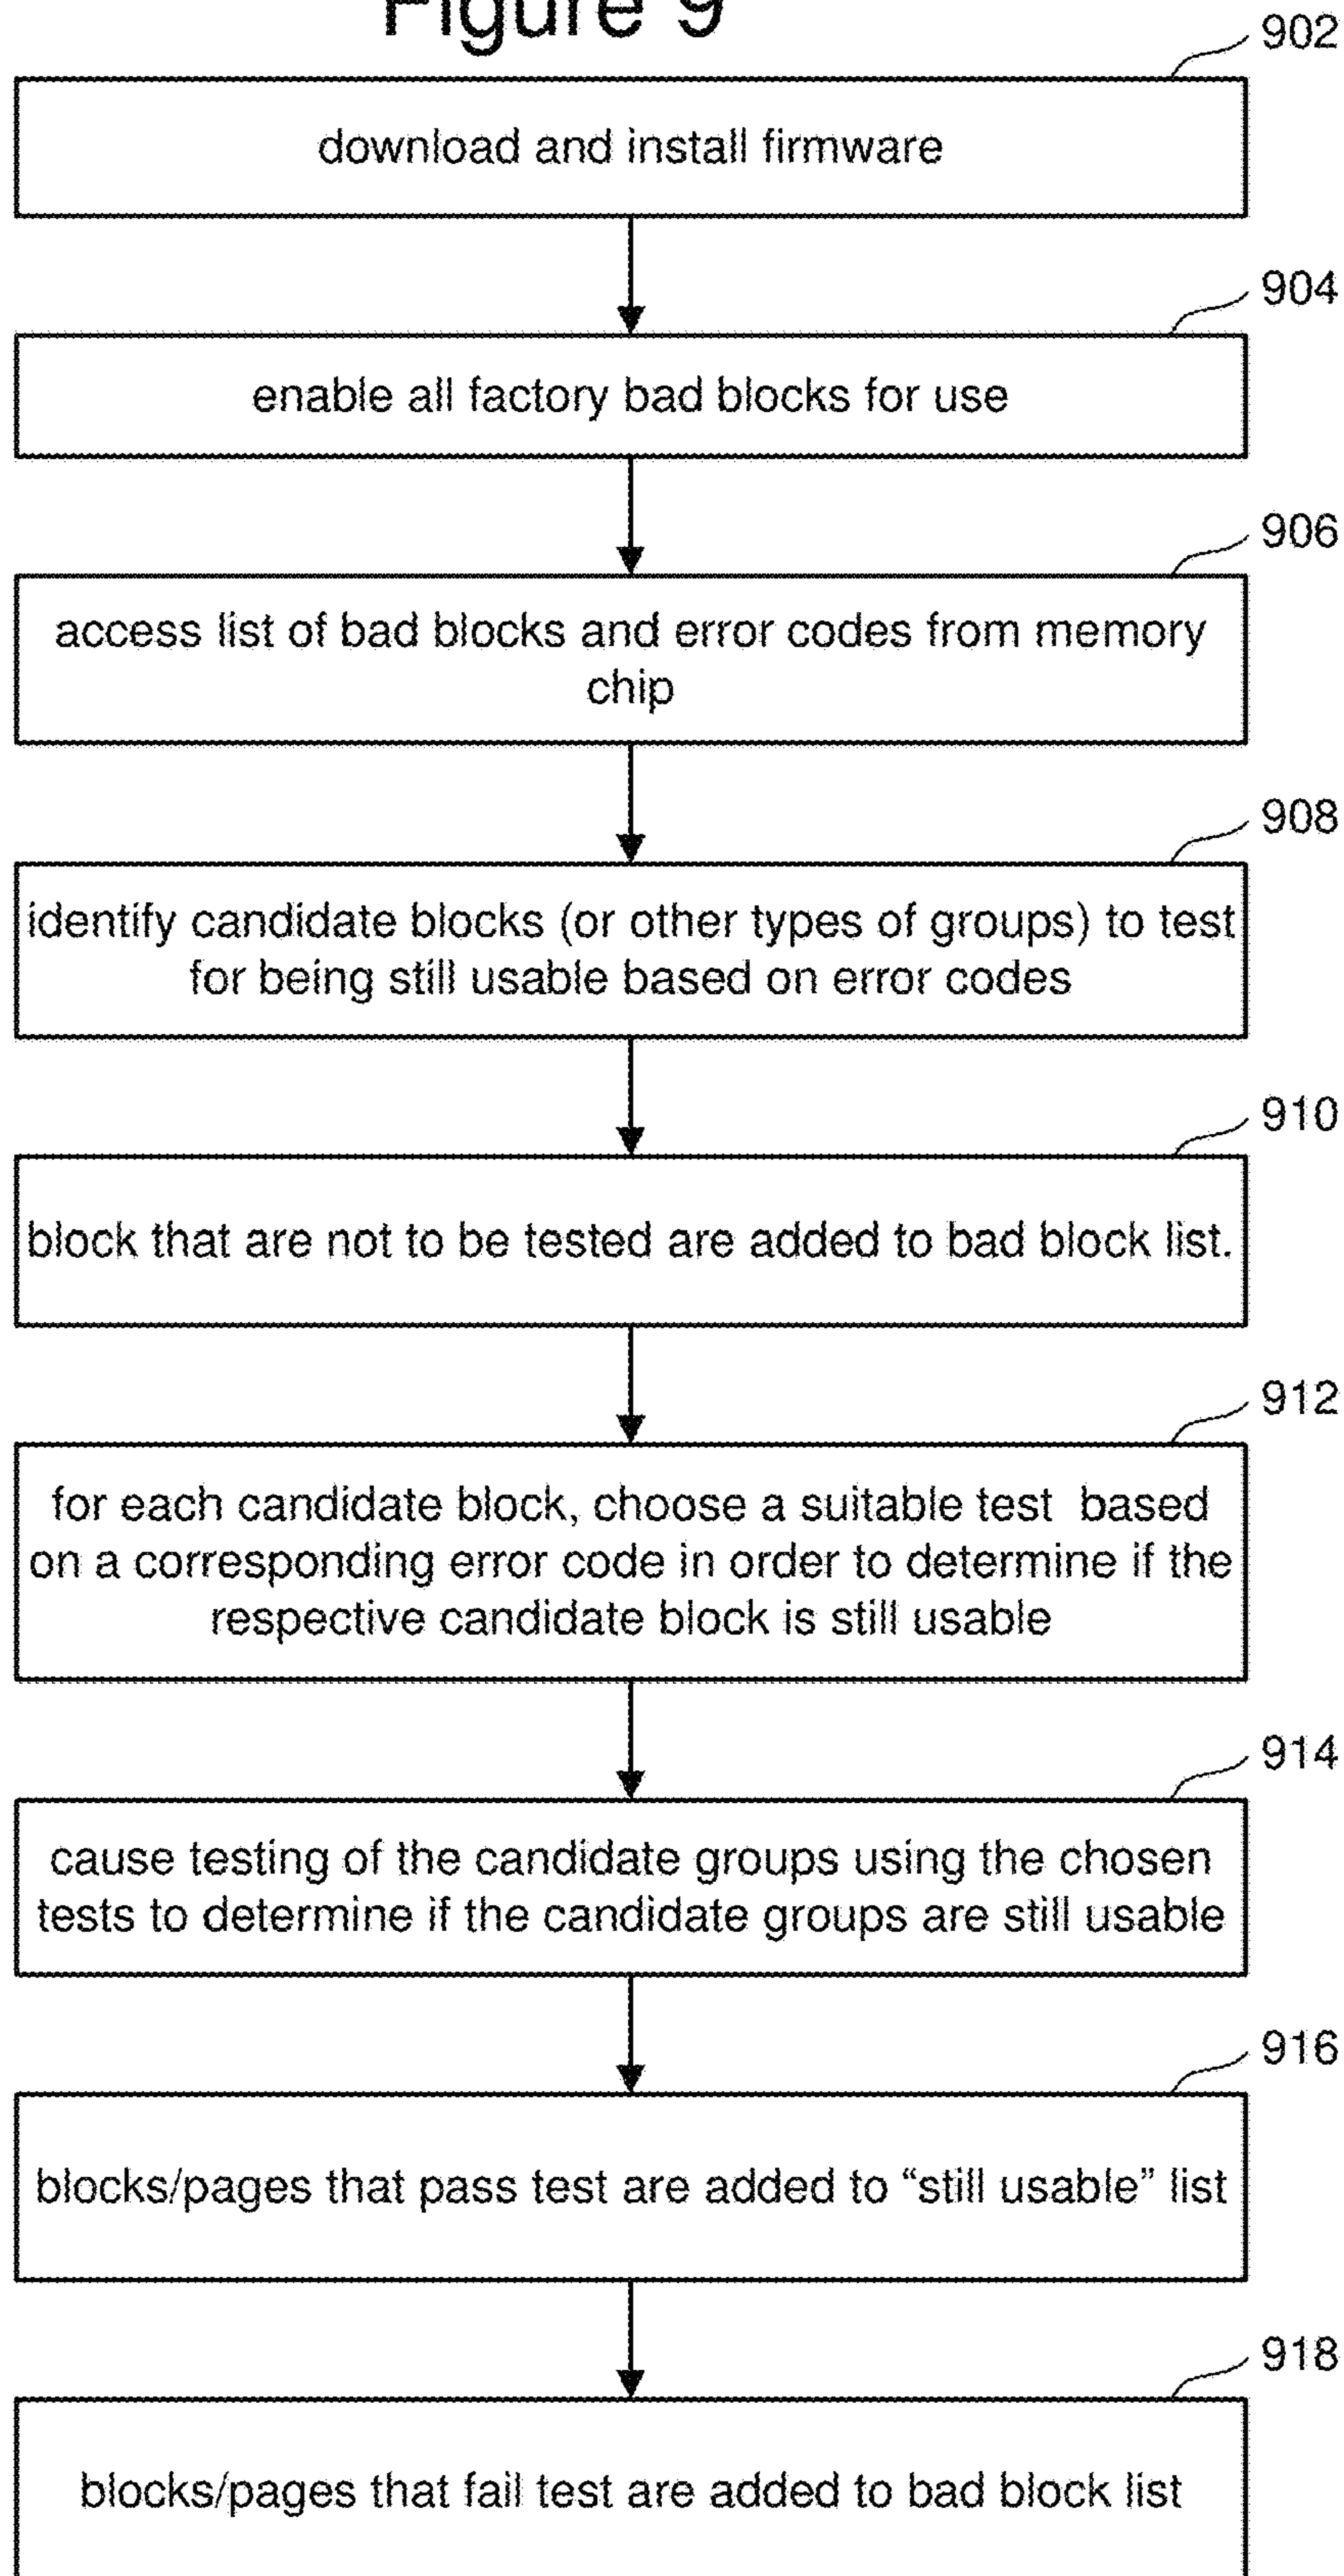 Figure 9
902
download and install firmware
904
enable all factory bad blocks for use
906
access list of bad blocks and error codes from memory
chip
908
identify candidate blocks (or other types of groups) to test
for being still usable based on error codes
910
block that are not to be tested are added to bad block list.
912
for each candidate block, choose a suitable test based
on a corresponding error code in order to determine if the
respective candidate block is still usable
914
cause testing of the candidate groups using the chosen
tests to determine if the candidate groups are still usable
916
blocks/pages that pass test are added to “still usable” list
918
blocks/pages that fail test are added to bad block list